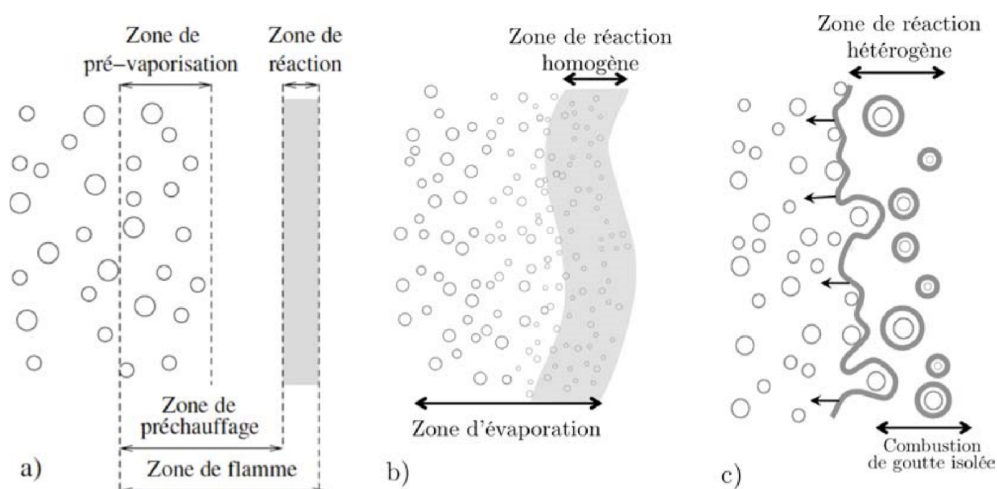 Zone de
pré-vaporisation
Zone de
réaction
Zone de
préchauffage
Zone de flamme
a)
Zone de réaction
homogène
Zone d'évaporation
b)
Zone de réaction
hétérogène
Combustion
de goutte isolée
c)